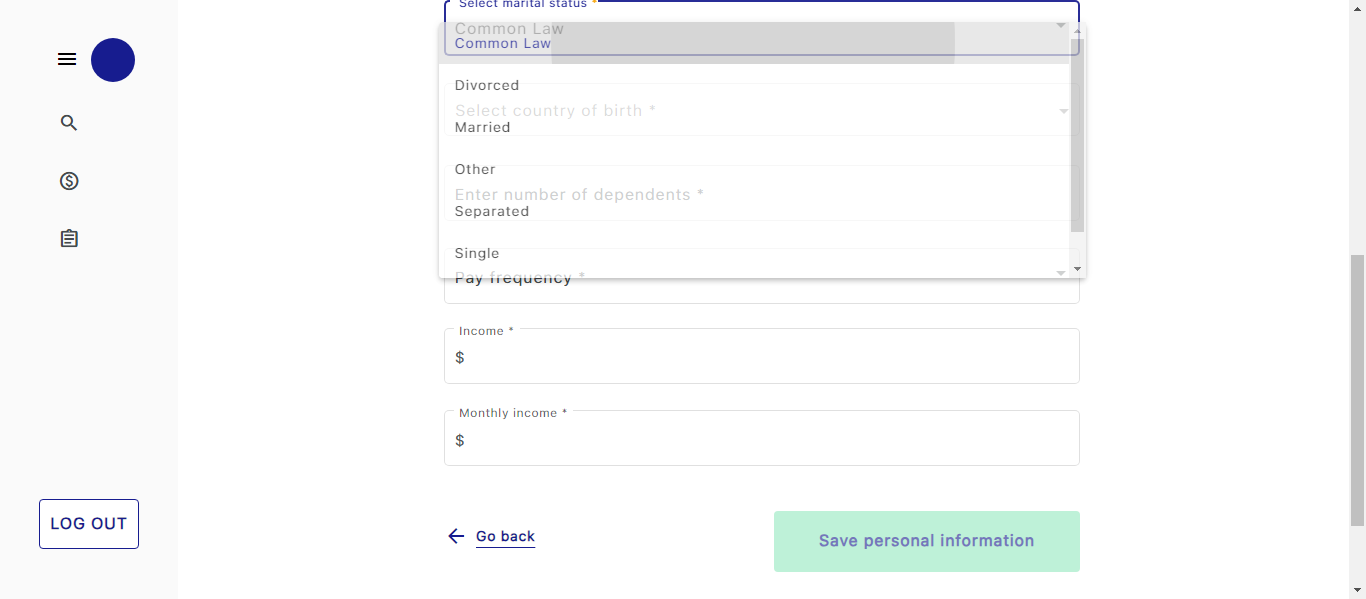 Select marital status *
Common Law
Common Law
Divorced
Select country of birth *
Married
Other
Enter number of dependents *
Separated
Single
Pay frequency *
Income *
$
Monthly income *
$
LOG OUT
Go back
Save personal information